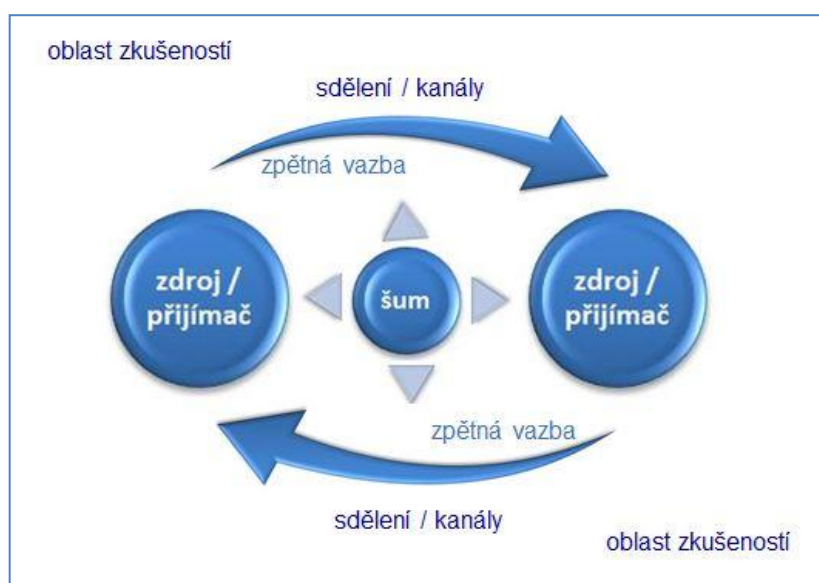 oblast zkušeností
sdělení / kanály
zpětná vazba
zdroj /
přijímač
šum
zdroj /
přijímač
zpětná vazba
sdělení / kanály
oblast zkušeností